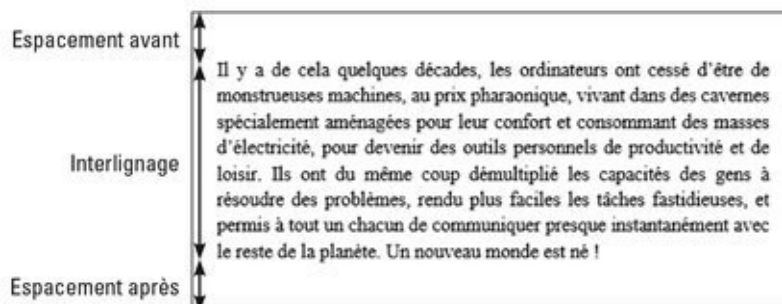 Espacement avant
Il y a de cela quelques décades, les ordinateurs ont cessé d'être de
monstrueuses machines, au prix pharaonique, vivant dans des cavernes
spécialement aménagées pour leur confort et consommant des masses
d'électricité, pour devenir des outils personnels de productivité et de
Interlignage
loisir. Ils ont du même coup démultiplié les capacités des gens à
résoudre des problèmes, rendu plus faciles les tâches fastidieuses, et
permis à tout un chacun de communiquer presque instantanément avec
le reste de la planète. Un nouveau monde est né !
Espacement après